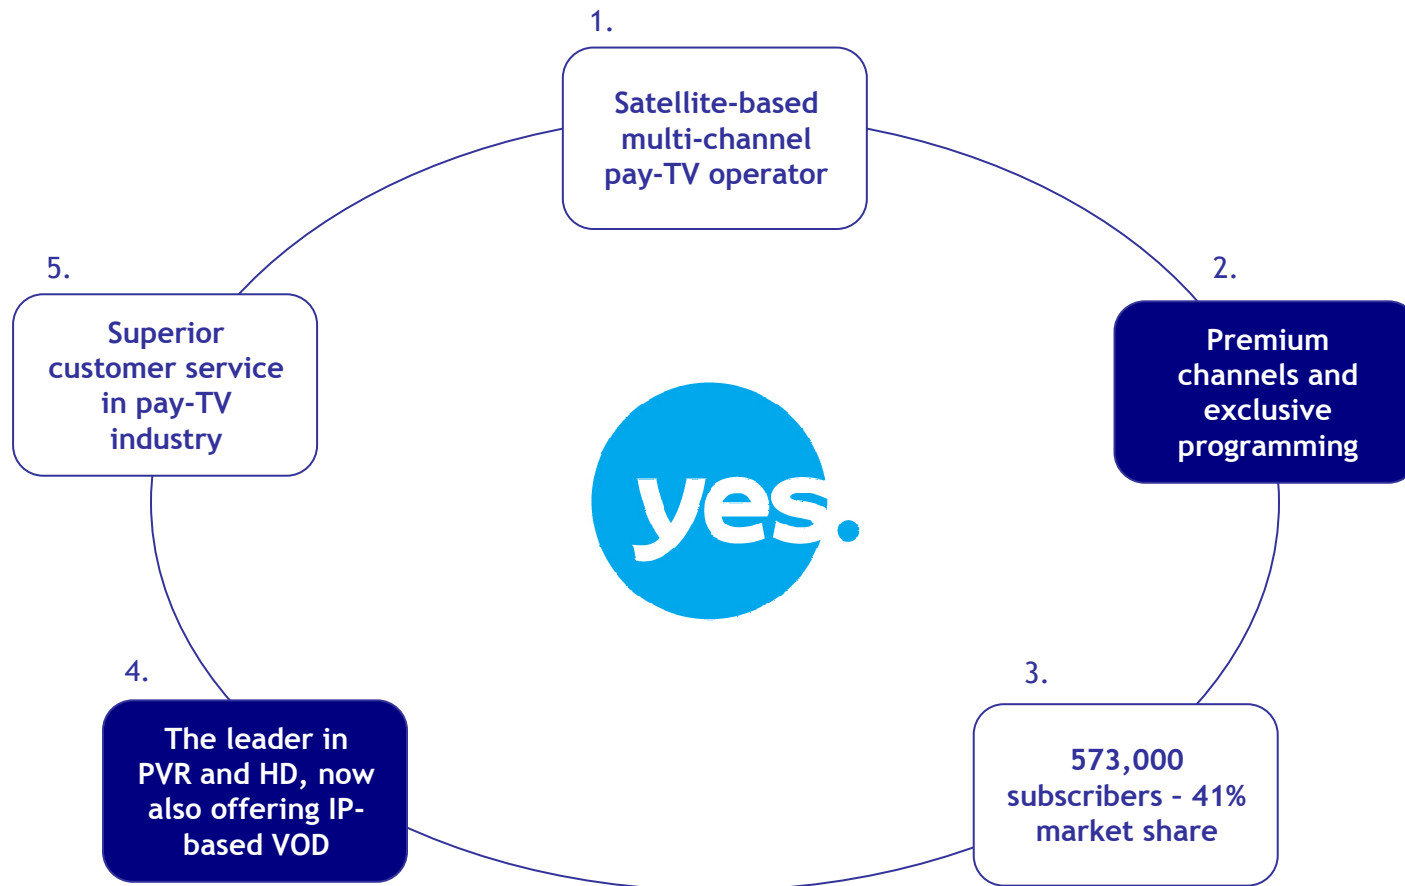 1.
Satellite-based
multi-channel
pay-TV operator
2.
Premium
channels and
exclusive
programming
3.
573,000
subscribers – 41%
market share
4.
The leader in
PVR and HD, now
also offering IP-
based VOD
5.
Superior
customer service
in pay-TV
industry
yes.